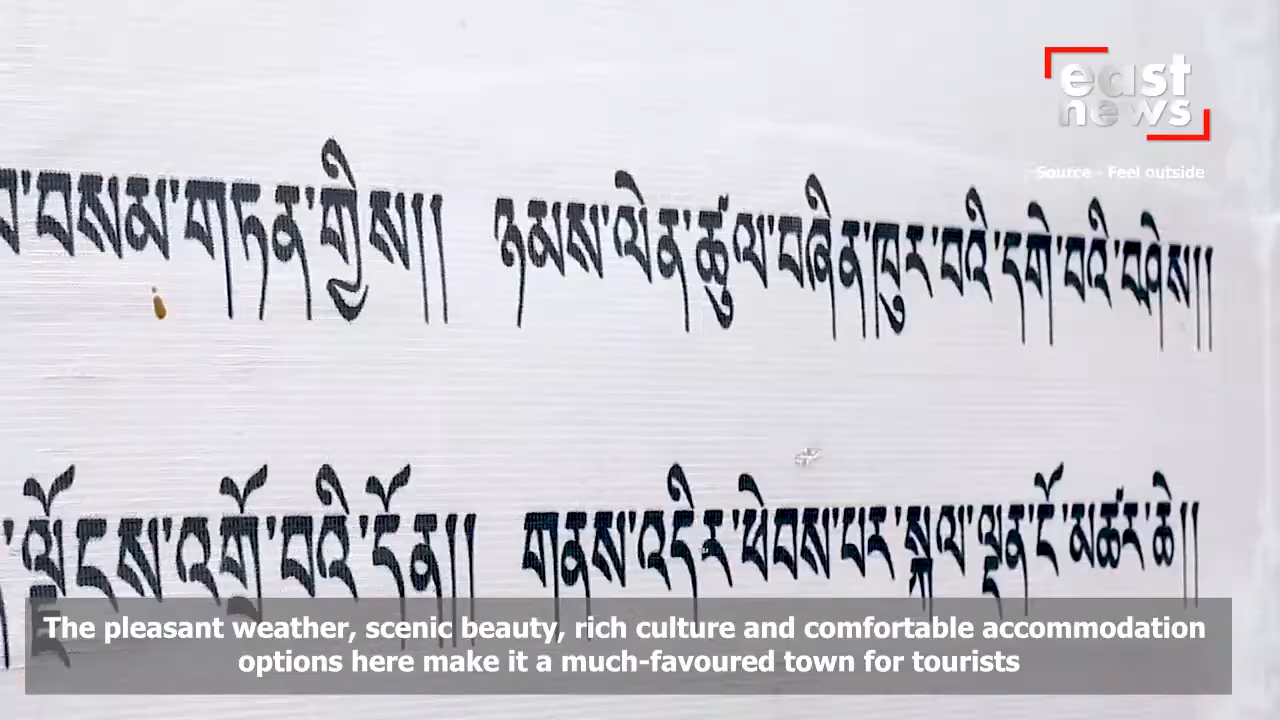 east
news
Source - Feel outside
བསམ་གཏན་གྱིས།། ཉམས་ལེན་ཚུལ་བཞིན་ཁུར་བའི་དགེ་བའི་བཤེས།།
ལྗོངས་འགྲོ་བའི་དོན།། གནས་འདིར་ཕེབས་པར་སྐལ་ལྡན་ངོ་མཚར་ཆེ།།
The pleasant weather, scenic beauty, rich culture and comfortable accommodation
options here make it a much-favoured town for tourists